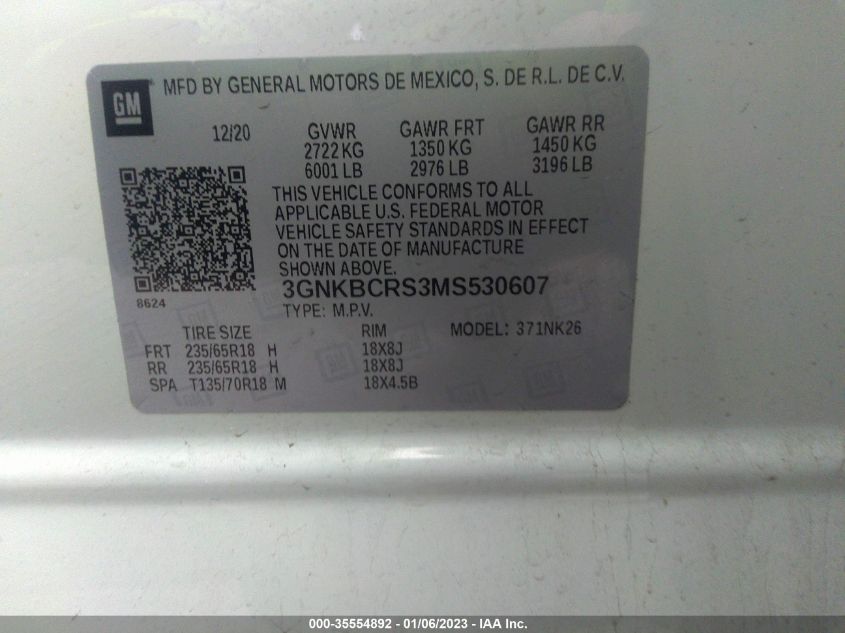 GM
MFD BY GENERAL MOTORS DE MEXICO, S. DE R.L. DE C.V.
12/20 GVWR GAWR FRT GAWR RR
2722 KG 1350 KG 1450 KG
6001 LB 2976 LB 3196 LB
THIS VEHICLE CONFORMS TO ALL
APPLICABLE U.S. FEDERAL MOTOR
VEHICLE SAFETY STANDARDS IN EFFECT
ON THE DATE OF MANUFACTURE
SHOWN ABOVE.
3GNKBCRS3MS530607
8624
TYPE: M.P.V.
TIRE SIZE RIM MODEL: 371NK26
FRT 235/65R18 H 18X8J
RR 235/65R18 H 18X8J
SPA T135/70R18 M 18X4.5B
000-35554892 - 01/06/2023 - IAA Inc.